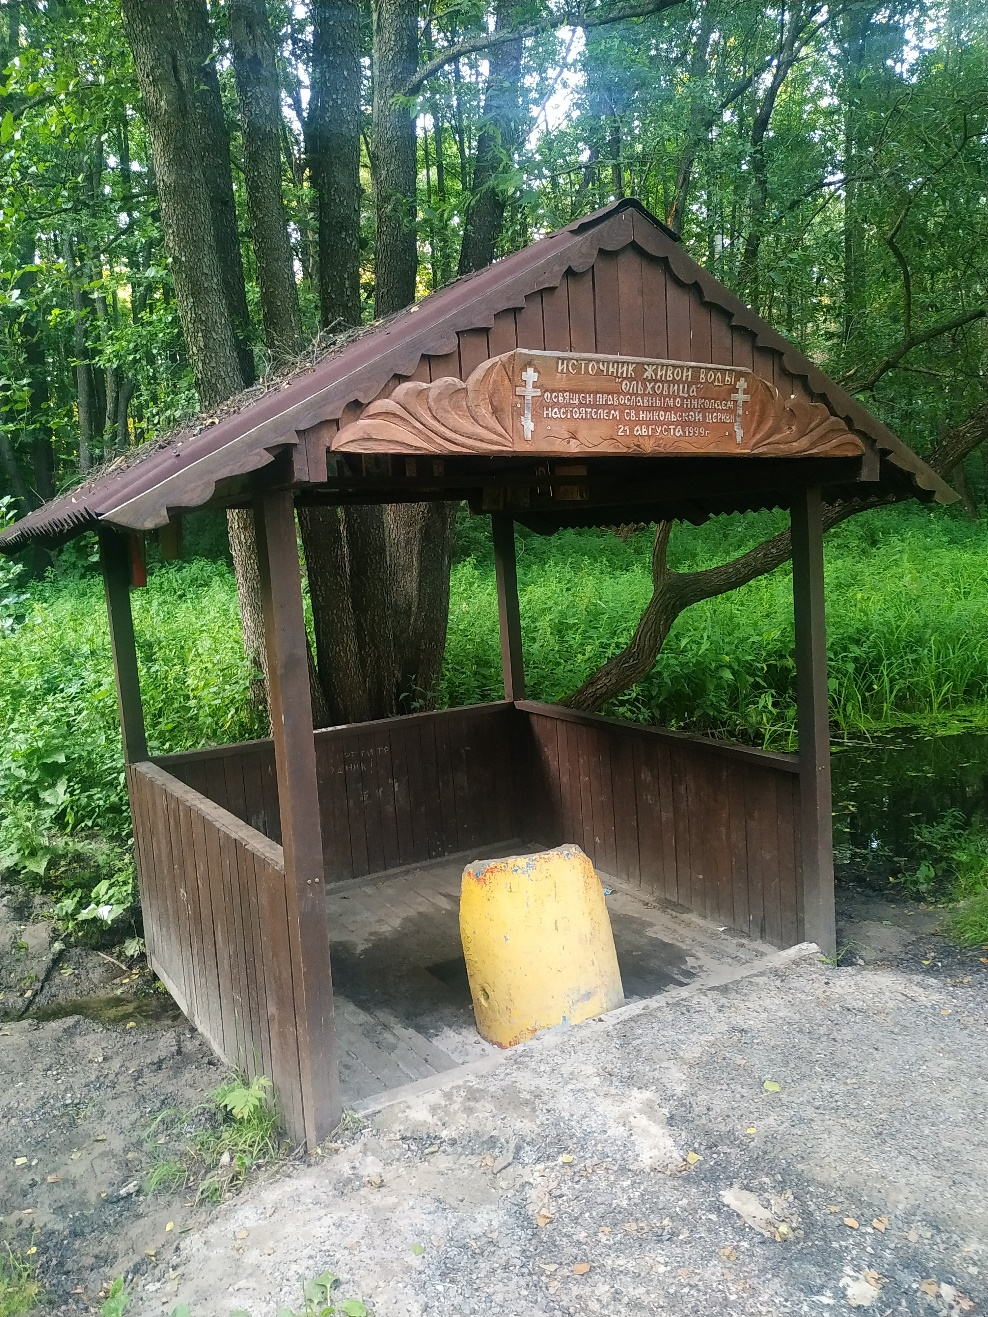 ИСТОЧНИК ЖИВОЙ ВОДЫ
"ОЛЬХОВИЦА"
ОСВЯЩЕН ПРАВОСЛАВНЫМ О.НИКОЛАЕМ
НАСТОЯТЕЛЕМ СВ.НИКОЛЬСКОЙ ЦЕРКВИ
21 АВГУСТА 1999г.